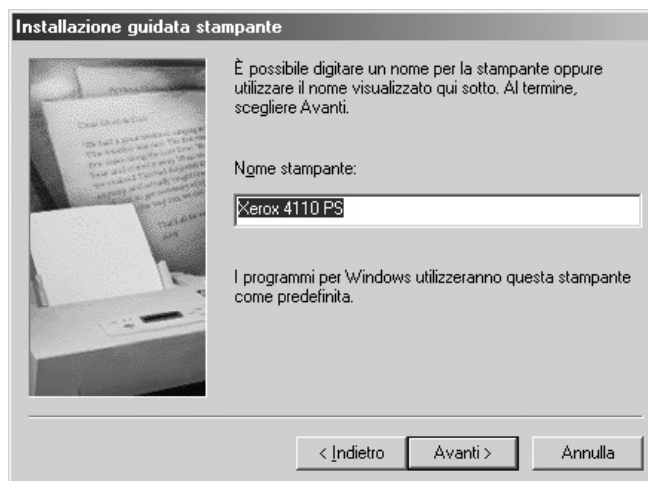 Installazione guidata stampante
È possibile digitare un nome per la stampante oppure
utilizzare il nome visualizzato qui sotto. Al termine,
scegliere Avanti.
Nome stampante:
Xerox 4110 PS
I programmi per Windows utilizzeranno questa stampante
come predefinita.
< Indietro
Avanti >
Annulla